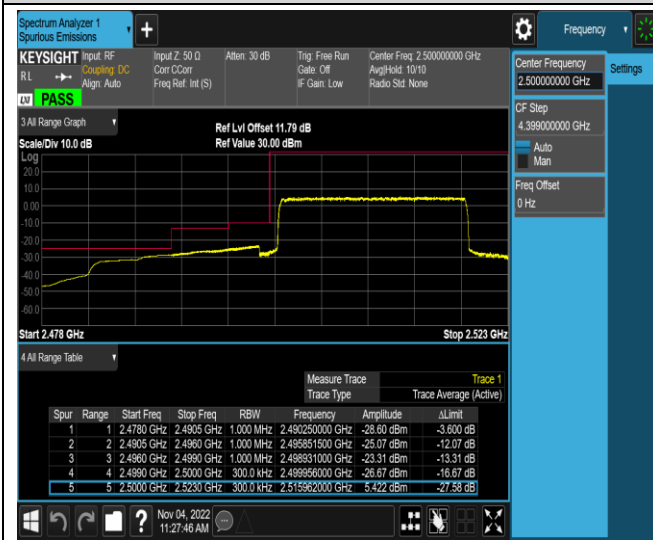 Spectrum Analyzer 1
Spurious Emissions
+
Frequency
KEYSIGHT Input: RF Input Z: 50 Ω Atten: 30 dB Trig: Free Run Center Freq: 2.500000000 GHz
RL Coupling: DC Corr CCorr Gate: Off Avg|Hold: 10/10
Align: Auto Freq Ref: Int (S) IF Gain: Low Radio Std: None
LXI PASS
Center Frequency
2.500000000 GHz
Settings
CF Step
4.399000000 GHz
Auto
Man
Freq Offset
0 Hz
3 All Range Graph
Ref Lvl Offset 11.79 dB
Scale/Div 10.0 dB Ref Value 30.00 dBm
Log
20.0
10.0
0.00
-10.0
-20.0
-30.0
-40.0
-50.0
-60.0
Start 2.478 GHz Stop 2.523 GHz
4 All Range Table
Measure Trace Trace 1
Trace Type Trace Average (Active)
Spur Range Start Freq Stop Freq RBW Frequency Amplitude ΔLimit
1 1 2.4780 GHz 2.4905 GHz 1.000 MHz 2.490250000 GHz -28.60 dBm -3.600 dB
2 2 2.4905 GHz 2.4960 GHz 1.000 MHz 2.495851500 GHz -25.07 dBm -12.07 dB
3 3 2.4960 GHz 2.4990 GHz 1.000 MHz 2.498931000 GHz -23.31 dBm -13.31 dB
4 4 2.4990 GHz 2.5000 GHz 300.0 kHz 2.499956000 GHz -26.67 dBm -16.67 dB
5 5 2.5000 GHz 2.5230 GHz 300.0 kHz 2.515962000 GHz 5.422 dBm -27.58 dB
? Nov 04, 2022
11:27:46 AM